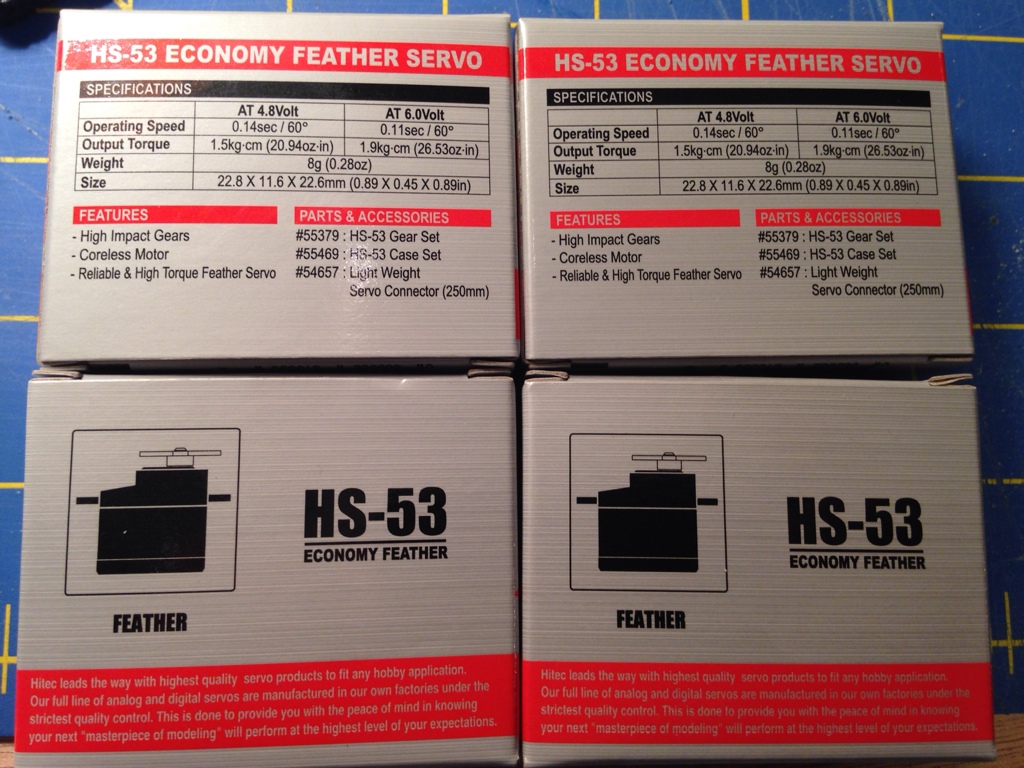 HS-53 ECONOMY FEATHER SERVO
SPECIFICATIONS
AT 4.8Volt AT 6.0Volt
Operating Speed 0.14sec / 60° 0.11sec / 60°
Output Torque 1.5kg·cm (20.94oz·in) 1.9kg·cm (26.53oz·in)
Weight 8g (0.28oz)
Size 22.8 X 11.6 X 22.6mm (0.89 X 0.45 X 0.89in)
FEATURES
- High Impact Gears
- Coreless Motor
- Reliable & High Torque Feather Servo
PARTS & ACCESSORIES
#55379 : HS-53 Gear Set
#55469 : HS-53 Case Set
#54657 : Light Weight
Servo Connector (250mm)
HS-53 ECONOMY FEATHER SERVO
SPECIFICATIONS
AT 4.8Volt AT 6.0Volt
Operating Speed 0.14sec / 60° 0.11sec / 60°
Output Torque 1.5kg·cm (20.94oz·in) 1.9kg·cm (26.53oz·in)
Weight 8g (0.28oz)
Size 22.8 X 11.6 X 22.6mm (0.89 X 0.45 X 0.89in)
FEATURES
- High Impact Gears
- Coreless Motor
- Reliable & High Torque Feather Servo
PARTS & ACCESSORIES
#55379 : HS-53 Gear Set
#55469 : HS-53 Case Set
#54657 : Light Weight
Servo Connector (250mm)
HS-53
ECONOMY FEATHER
FEATHER
Hitec leads the way with highest quality servo products to fit any hobby application.
Our full line of analog and digital servos are manufactured in our own factories under the
strictest quality control. This is done to provide you with the peace of mind in knowing
your next "masterpiece of modeling" will perform at the highest level of your expectations.
HS-53
ECONOMY FEATHER
FEATHER
Hitec leads the way with highest quality servo products to fit any hobby application.
Our full line of analog and digital servos are manufactured in our own factories under the
strictest quality control. This is done to provide you with the peace of mind in knowing
your next "masterpiece of modeling" will perform at the highest level of your expectations.